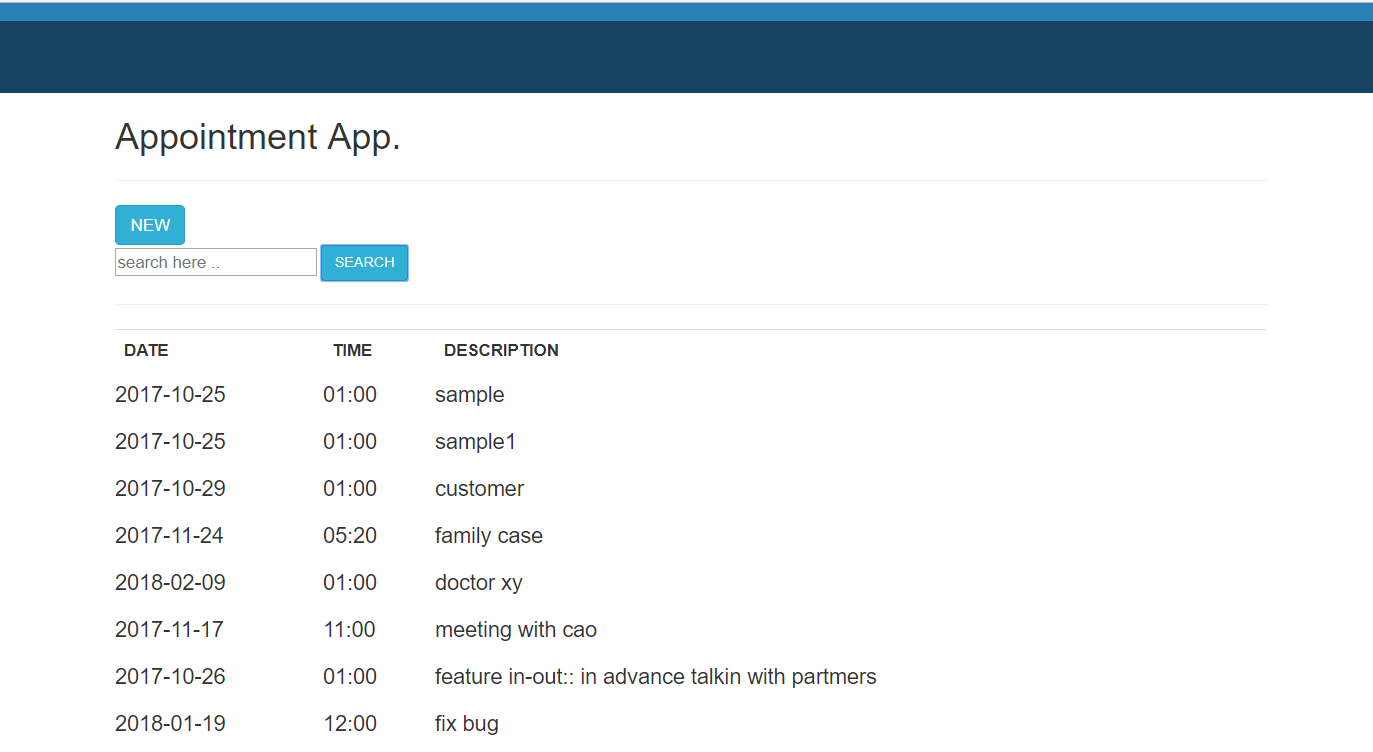 Appointment App.
NEW
search here .. SEARCH
DATE TIME DESCRIPTION
2017-10-25 01:00 sample
2017-10-25 01:00 sample1
2017-10-29 01:00 customer
2017-11-24 05:20 family case
2018-02-09 01:00 doctor xy
2017-11-17 11:00 meeting with cao
2017-10-26 01:00 feature in-out:: in advance talkin with partmers
2018-01-19 12:00 fix bug